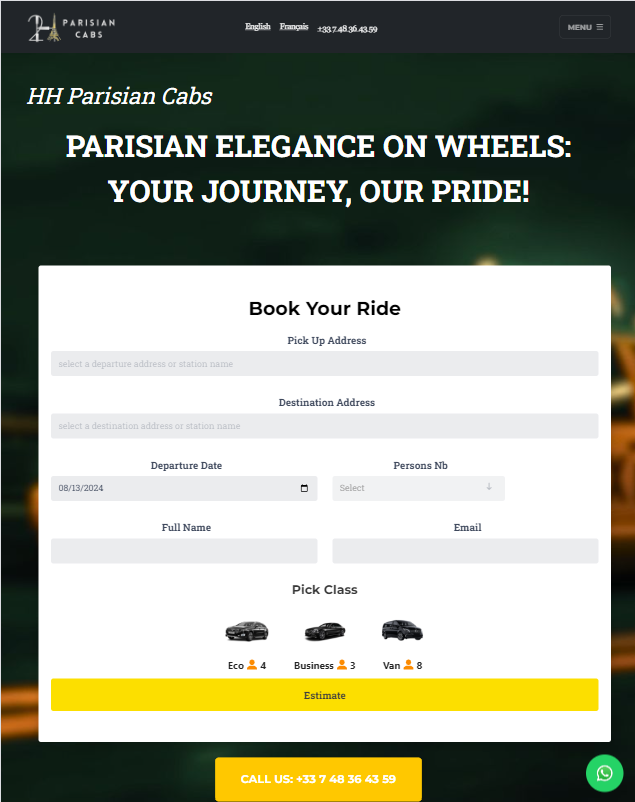 PARISIAN
CABS
English Français +33 7.48.36.43.59
MENU
HH Parisian Cabs
PARISIAN ELEGANCE ON WHEELS:
YOUR JOURNEY, OUR PRIDE!
Book Your Ride
Pick Up Address
select a departure address or station name
Destination Address
select a destination address or station name
Departure Date Persons Nb
08/13/2024 Select
Full Name Email
Pick Class
Eco 4 Business 3 Van 8
Estimate
CALL US: +33 7 48 36 43 59